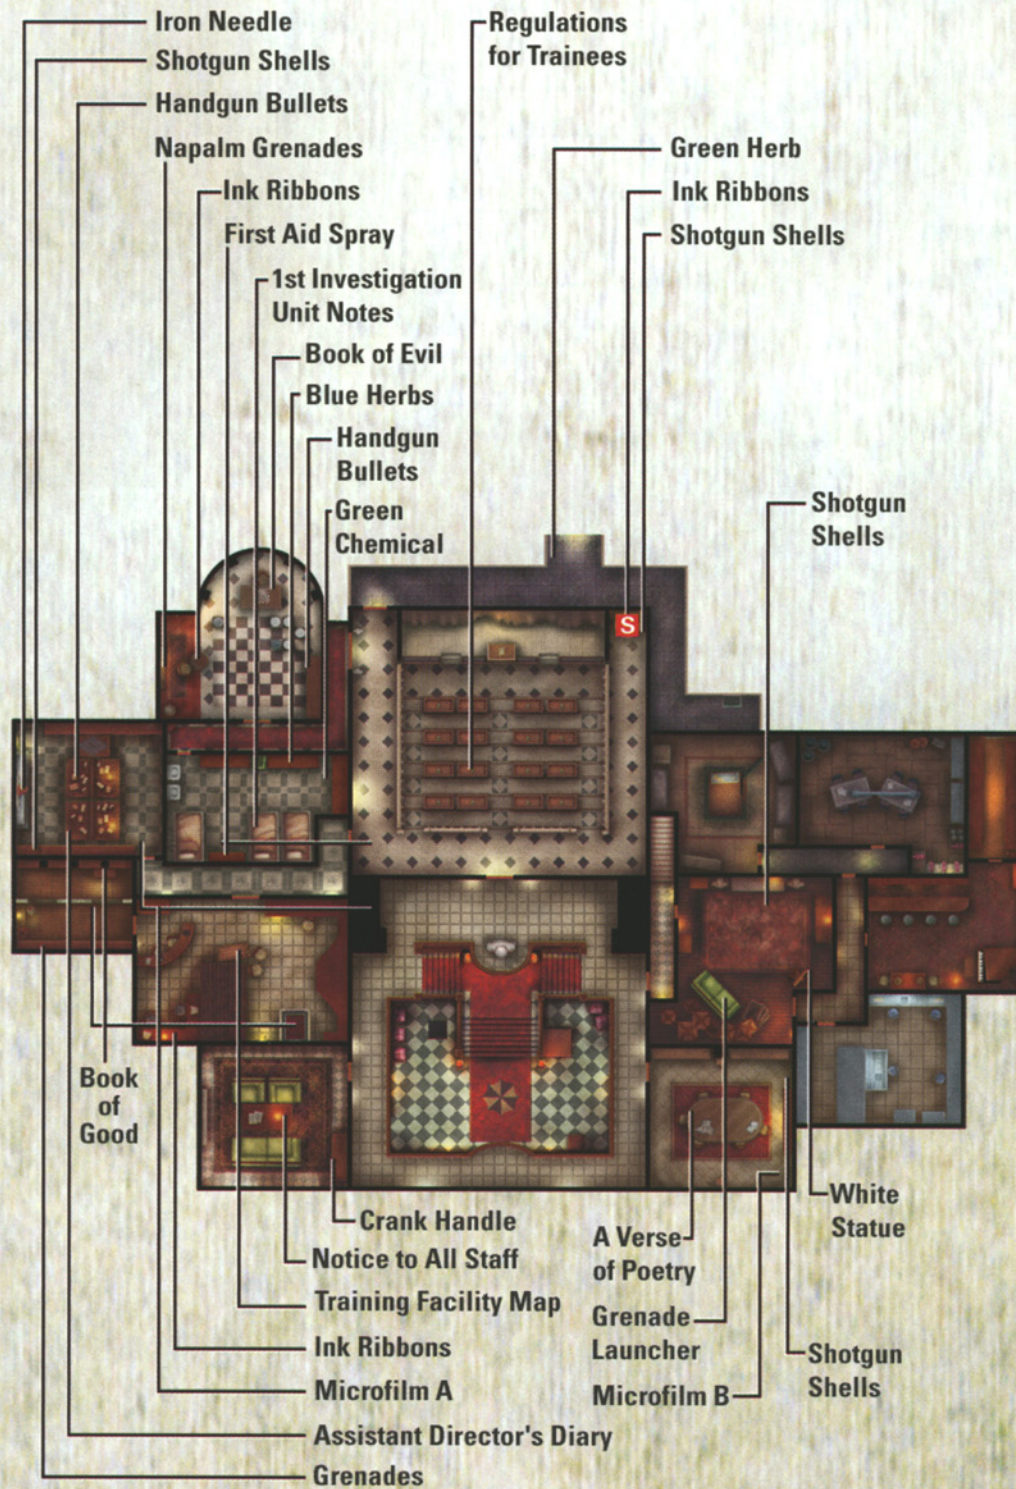 Iron Needle
Shotgun Shells
Handgun Bullets
Napalm Grenades
Ink Ribbons
First Aid Spray
1st Investigation
Unit Notes
Book of Evil
Blue Herbs
Handgun
Bullets
Green
Chemical
Regulations
for Trainees
Green Herb
Ink Ribbons
Shotgun Shells
Shotgun
Shells
S
Book
of
Good
Crank Handle
Notice to All Staff
Training Facility Map
Ink Ribbons
Microfilm A
Assistant Director's Diary
Grenades
A Verse
of Poetry
Grenade
Launcher
Microfilm B
White
Statue
Shotgun
Shells